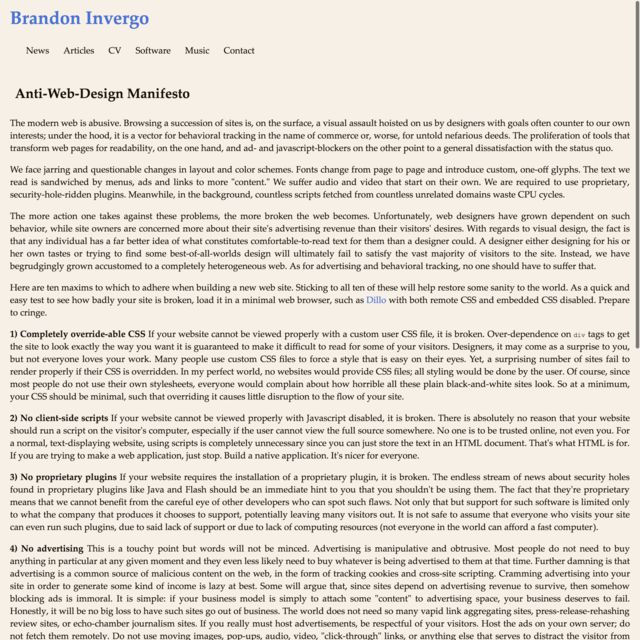 Brandon Invergo
News Articles CV Software Music Contact
Anti-Web-Design Manifesto
The modern web is abusive. Browsing a succession of sites is, on the surface, a visual assault hoisted on us by designers with goals often counter to our own
interests; under the hood, it is a vector for behavioral tracking in the name of commerce or, worse, for untold nefarious deeds. The proliferation of tools that
transform web pages for readability, on the one hand, and ad- and javascript-blockers on the other point to a general dissatisfaction with the status quo.
We face jarring and questionable changes in layout and color schemes. Fonts change from page to page and introduce custom, one-off glyphs. The text we
read is sandwiched by menus, ads and links to more "content." We suffer audio and video that start on their own. We are required to use proprietary,
security-hole-ridden plugins. Meanwhile, in the background, countless scripts fetched from countless unrelated domains waste CPU cycles.
The more action one takes against these problems, the more broken the web becomes. Unfortunately, web designers have grown dependent on such
behavior, while site owners are concerned more about their site's advertising revenue than their visitors' desires. With regards to visual design, the fact is
that any individual has a far better idea of what constitutes comfortable-to-read text for them than a designer could. A designer either designing for his or
her own tastes or trying to find some best-of-all-worlds design will ultimately fail to satisfy the vast majority of visitors to the site. Instead, we have
begrudgingly grown accustomed to a completely heterogeneous web. As for advertising and behavioral tracking, no one should have to suffer that.
Here are ten maxims to which to adhere when building a new web site. Sticking to all ten of these will help restore some sanity to the world. As a quick and
easy test to see how badly your site is broken, load it in a minimal web browser, such as Dillo with both remote CSS and embedded CSS disabled. Prepare
to cringe.
1) Completely override-able CSS If your website cannot be viewed properly with a custom user CSS file, it is broken. Over-dependence on div tags to get
the site to look exactly the way you want it is guaranteed to make it difficult to read for some of your visitors. Designers, it may come as a surprise to you,
but not everyone loves your work. Many people use custom CSS files to force a style that is easy on their eyes. Yet, a surprising number of sites fail to
render properly if their CSS is overridden. In my perfect world, no websites would provide CSS files; all styling would be done by the user. Of course, since
most people do not use their own stylesheets, everyone would complain about how horrible all these plain black-and-white sites look. So at a minimum,
your CSS should be minimal, such that overriding it causes little disruption to the flow of your site.
2) No client-side scripts If your website cannot be viewed properly with Javascript disabled, it is broken. There is absolutely no reason that your website
should run a script on the visitor's computer, especially if the user cannot view the full source somewhere. No one is to be trusted online, not even you. For
a normal, text-displaying website, using scripts is completely unnecessary since you can just store the text in an HTML document. That's what HTML is for.
If you are trying to make a web application, just stop. Build a native application. It's nicer for everyone.
3) No proprietary plugins If your website requires the installation of a proprietary plugin, it is broken. The endless stream of news about security holes
found in proprietary plugins like Java and Flash should be an immediate hint to you that you shouldn't be using them. The fact that they're proprietary
means that we cannot benefit from the careful eye of other developers who can spot such flaws. Not only that but support for such software is limited only
to what the company that produces it chooses to support, potentially leaving many visitors out. It is not safe to assume that everyone who visits your site
can even run such plugins, due to said lack of support or due to lack of computing resources (not everyone in the world can afford a fast computer).
4) No advertising This is a touchy point but words will not be minced. Advertising is manipulative and obtrusive. Most people do not need to buy
anything in particular at any given moment and they even less likely need to buy whatever is being advertised to them at that time. Further damning is that
advertising is a common source of malicious content on the web, in the form of tracking cookies and cross-site scripting. Cramming advertising into your
site in order to generate some kind of income is lazy at best. Some will argue that, since sites depend on advertising revenue to survive, then somehow
blocking ads is immoral. It is simple: if your business model is simply to attach some "content" to advertising space, your business deserves to fail.
Honestly, it will be no big loss to have such sites go out of business. The world does not need so many vapid link aggregating sites, press-release-rehashing
review sites, or echo-chamber journalism sites. If you really must host advertisements, be respectful of your visitors. Host the ads on your own server; do
not fetch them remotely. Do not use moving images, pop-ups, audio, video, "click-through" links, or anything else that serves to distract the visitor from